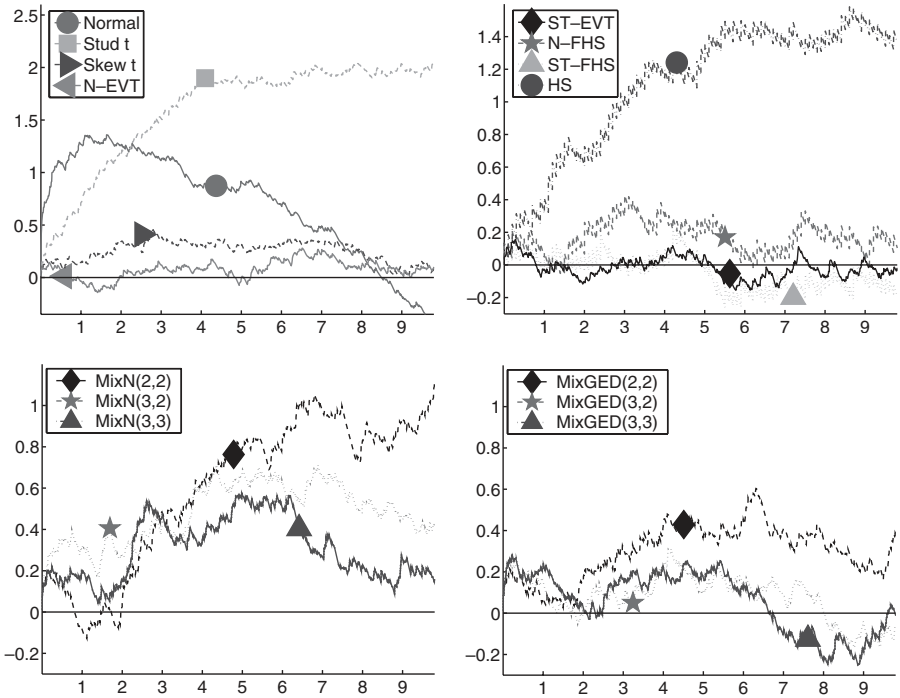 2.5
2
1.5
1
0.5
0
1 2 3 4 5 6 7 8 9
Normal
Stud t
Skew t
N–EVT
1.4
1.2
1
0.8
0.6
0.4
0.2
0
–0.2
1 2 3 4 5 6 7 8 9
ST–EVT
N–FHS
ST–FHS
HS
1
0.8
0.6
0.4
0.2
0
–0.2
1 2 3 4 5 6 7 8 9
MixN(2,2)
MixN(3,2)
MixN(3,3)
1
0.8
0.6
0.4
0.2
0
–0.2
1 2 3 4 5 6 7 8 9
MixGED(2,2)
MixGED(3,2)
MixGED(3,3)